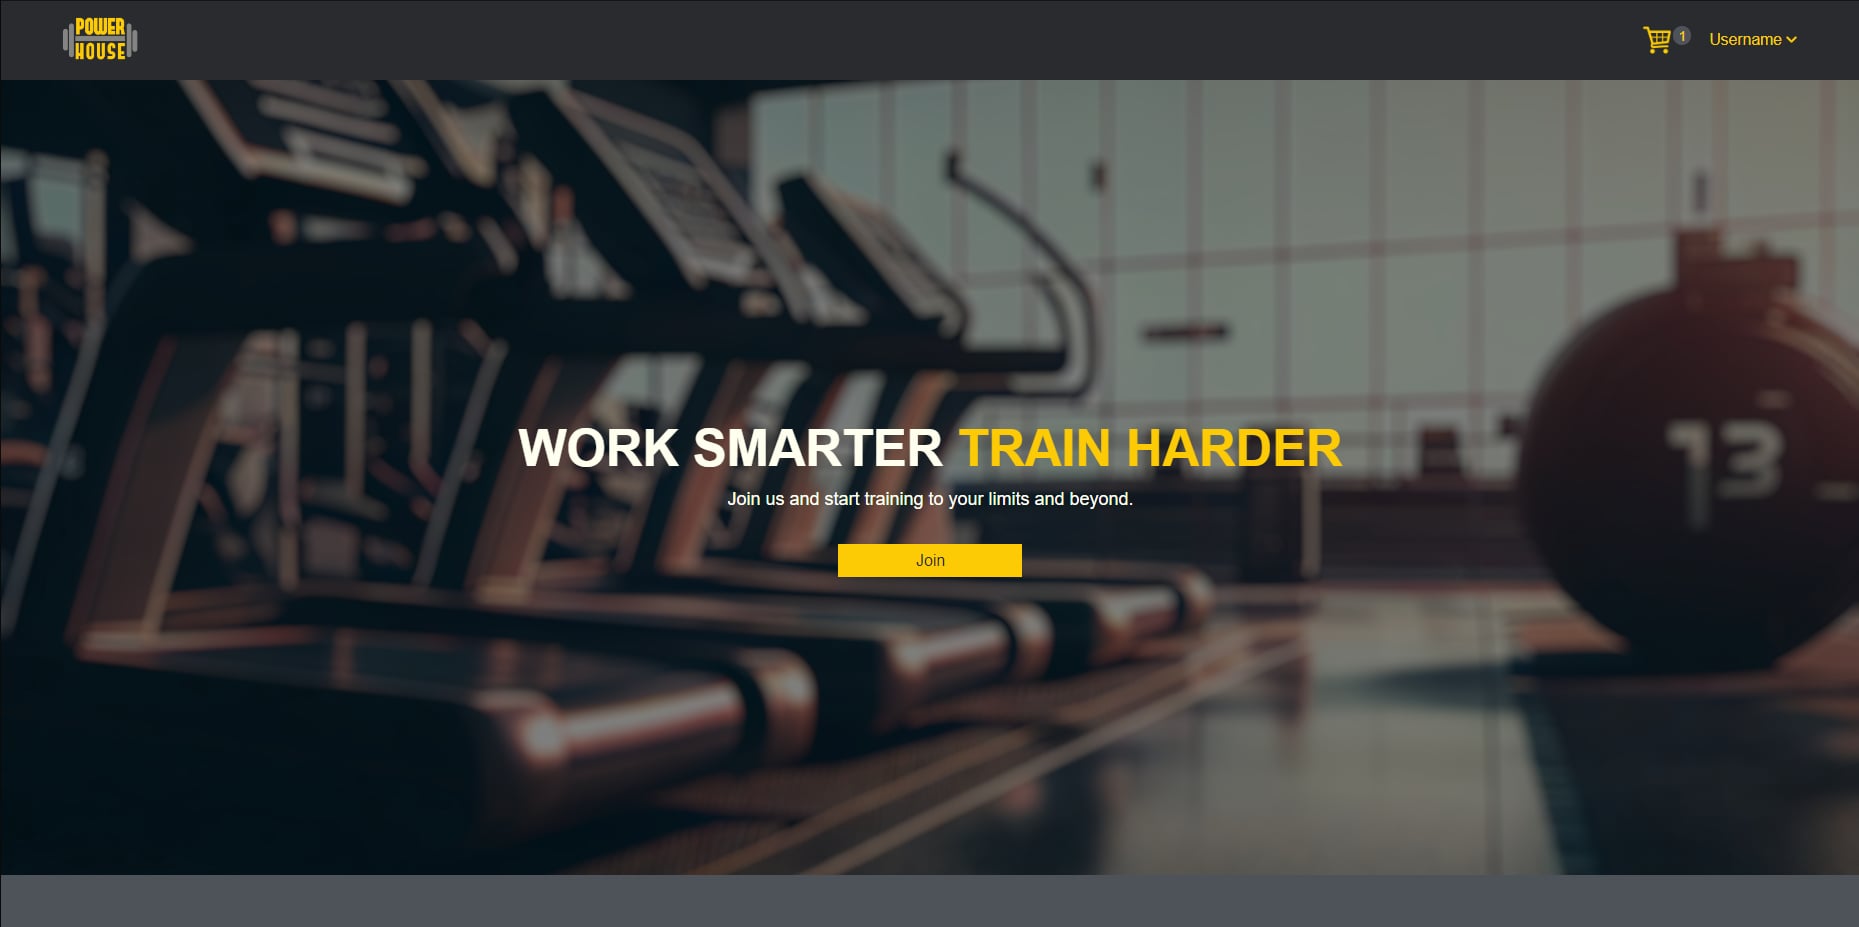 POWER
HOUSE
1
Username
WORK SMARTER TRAIN HARDER
Join us and start training to your limits and beyond.
Join
13